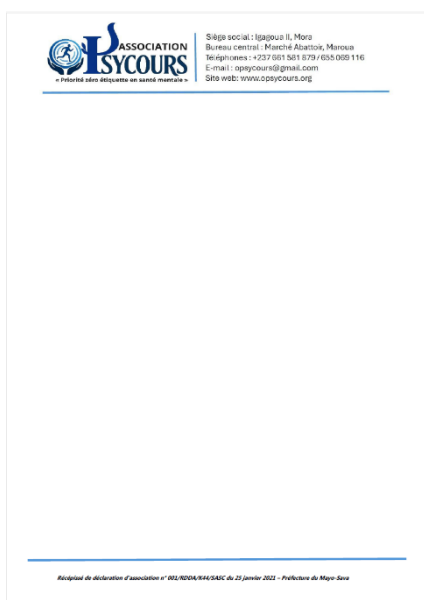 ASSOCIATION
OPSYCOURS
« Priorité zéro étiquette en santé mentale »
Siège social : Igagoua II, Mora
Bureau central : Marché Abattoir, Maroua
Téléphones : +237 661 581 879 / 655 069 116
E-mail : opsycours@gmail.com
Site web: www.opsycours.org
Récépissé de déclaration d'association n° 001/RDDA/K44/SASC du 25 janvier 2021 – Préfecture du Mayo-Sava